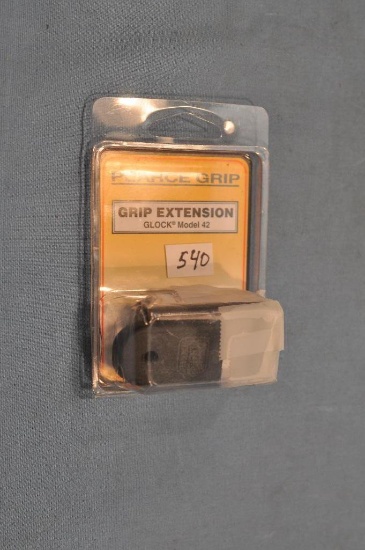 PEARCE GRIP
GRIP EXTENSION
GLOCK® Model 42
540